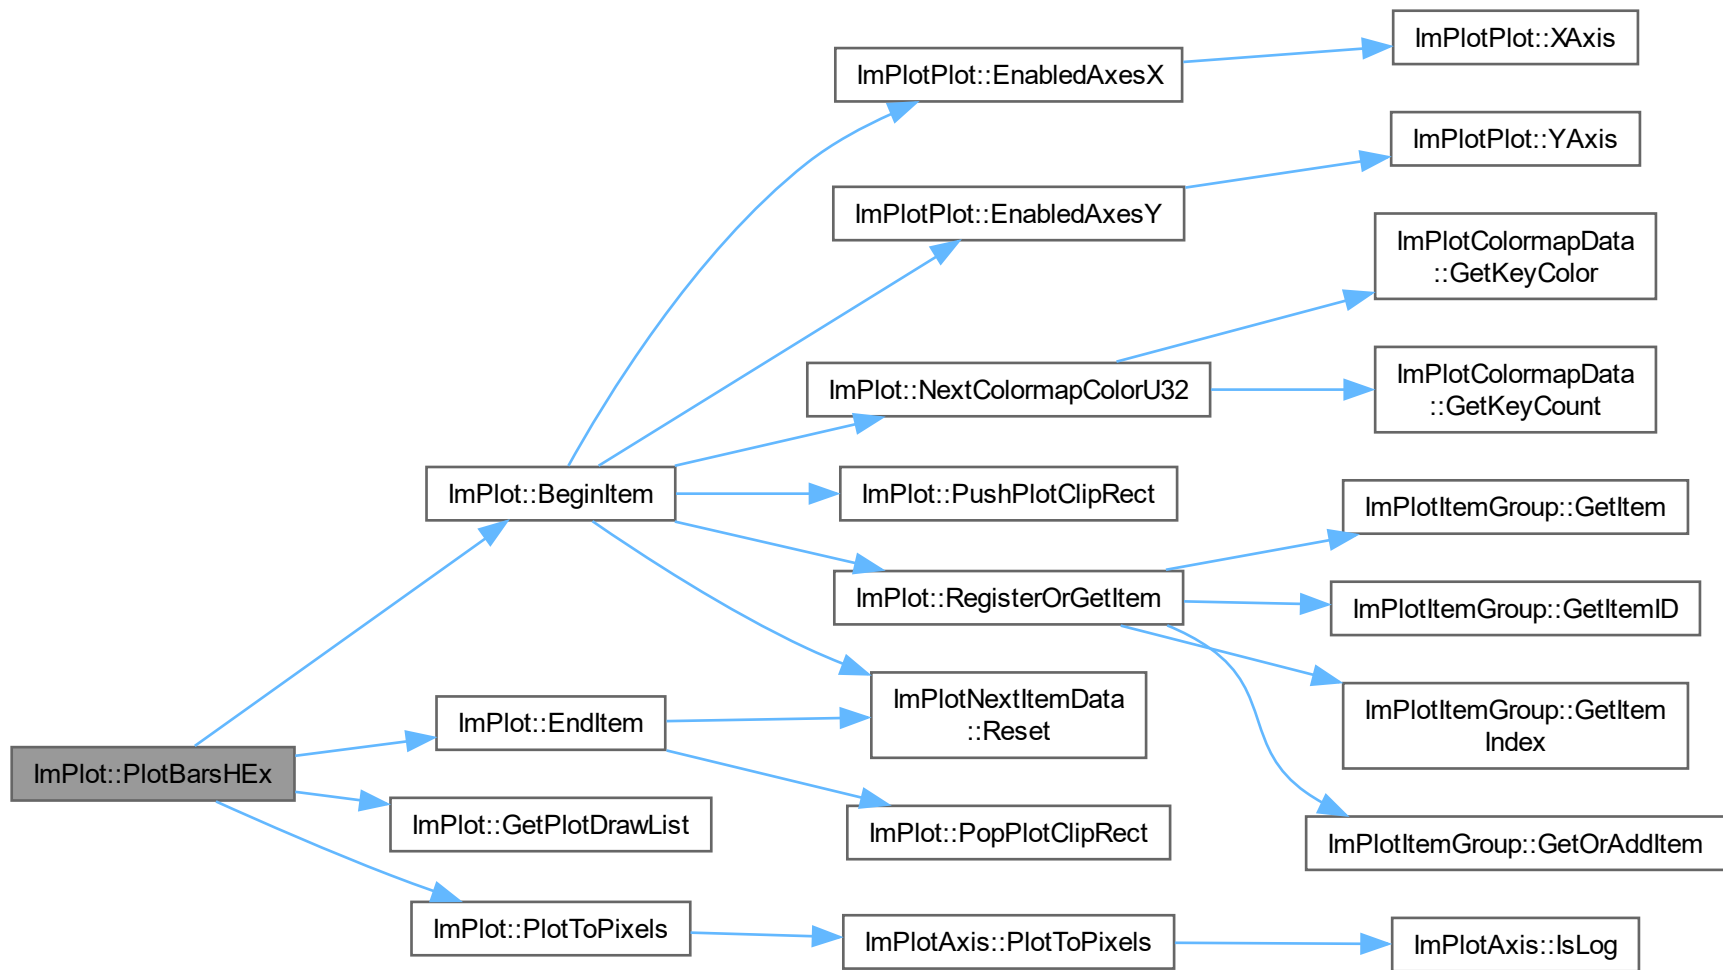 ImPlot::PlotBarsHEx
ImPlot::BeginItem
ImPlot::EndItem
ImPlot::GetPlotDrawList
ImPlot::PlotToPixels
ImPlotPlot::EnabledAxesX
ImPlotPlot::EnabledAxesY
ImPlot::NextColormapColorU32
ImPlot::PushPlotClipRect
ImPlot::RegisterOrGetItem
ImPlotNextItemData
::Reset
ImPlot::PopPlotClipRect
ImPlotAxis::PlotToPixels
ImPlotPlot::XAxis
ImPlotPlot::YAxis
ImPlotColormapData
::GetKeyColor
ImPlotColormapData
::GetKeyCount
ImPlotItemGroup::GetItem
ImPlotItemGroup::GetItemID
ImPlotItemGroup::GetItem
Index
ImPlotItemGroup::GetOrAddItem
ImPlotAxis::IsLog